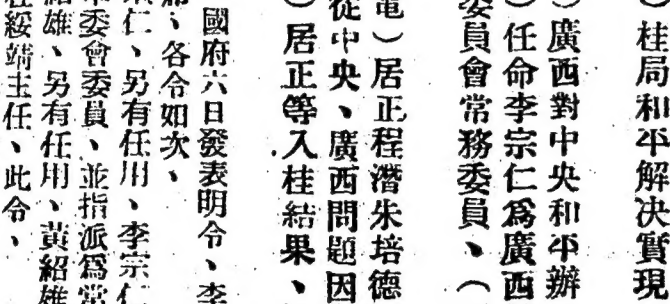 ）桂局和平解决實現
）廣西對中央和平辦
）任命李宗仁爲廣西
委員會常務委員、（
電）居正程潛朱培德
從中央、廣西問題因
）居正等入桂結果、
國府六日發表明令、李
席、各令如次、
仁、另有任用、李宗仁
委會委員、並指派爲常
紹雄、另有任用、黃紹雄
桂綏靖主任、此令、